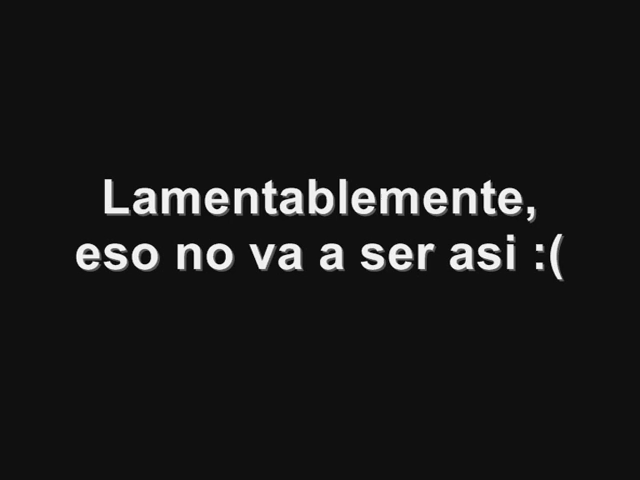 Lamentablemente,
eso no va a ser asi :(